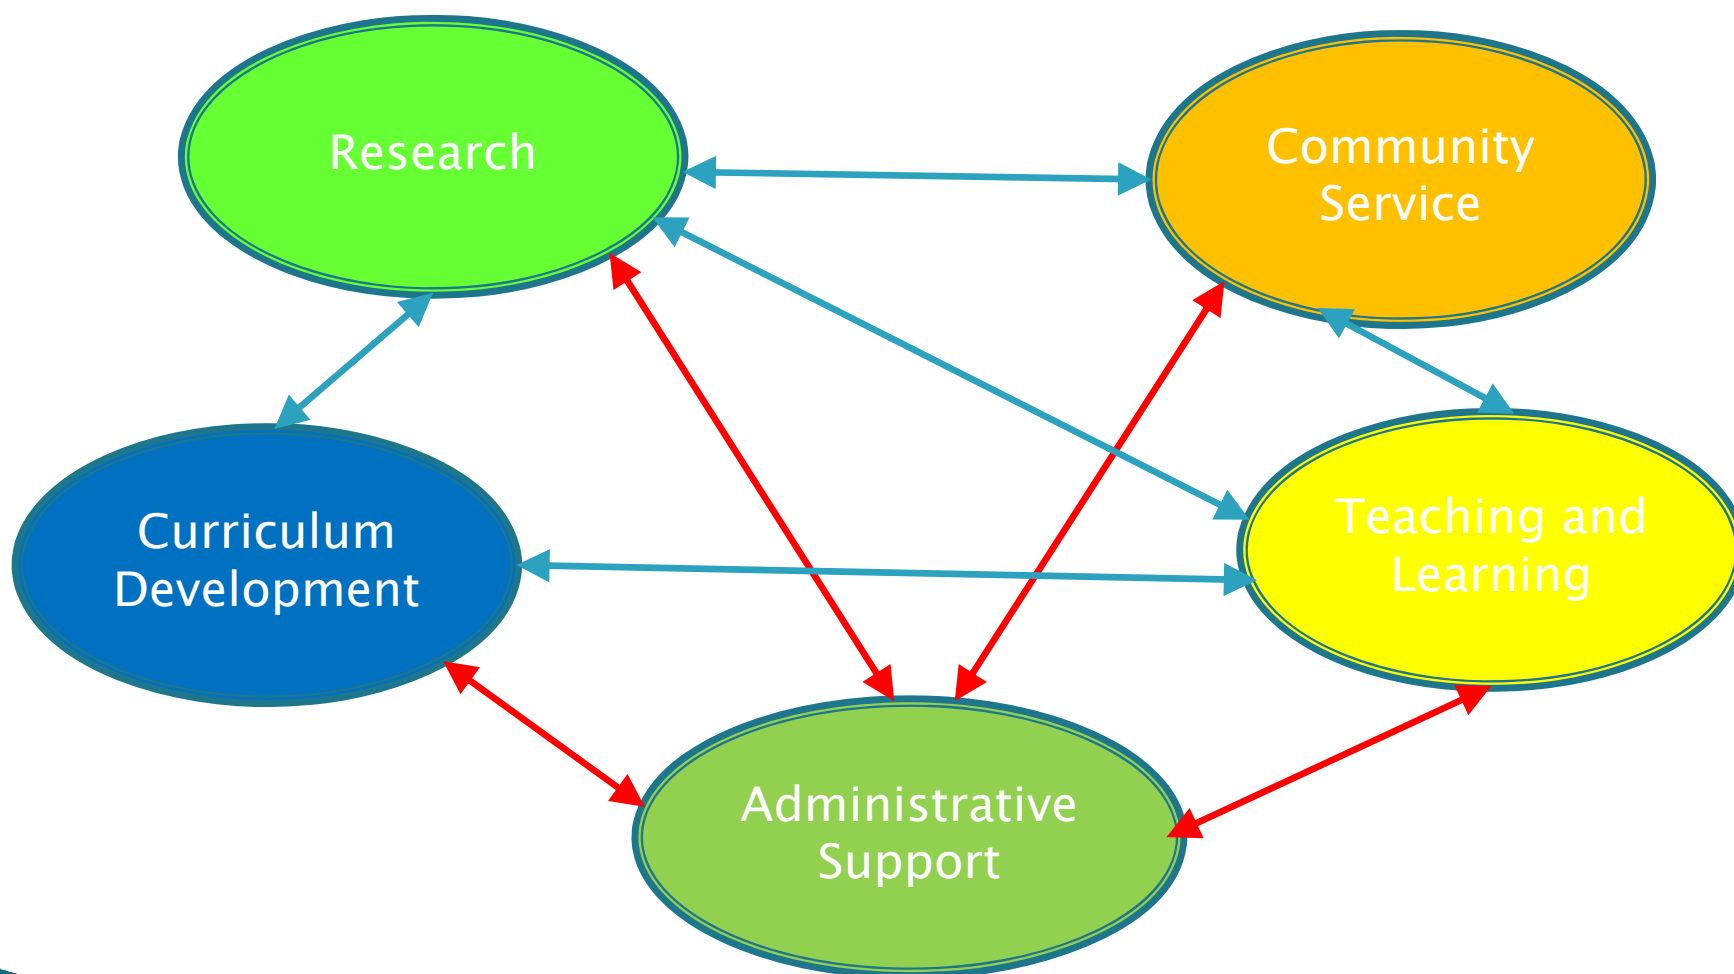 Research
Community
Service
Curriculum
Development
Teaching and
Learning
Administrative
Support